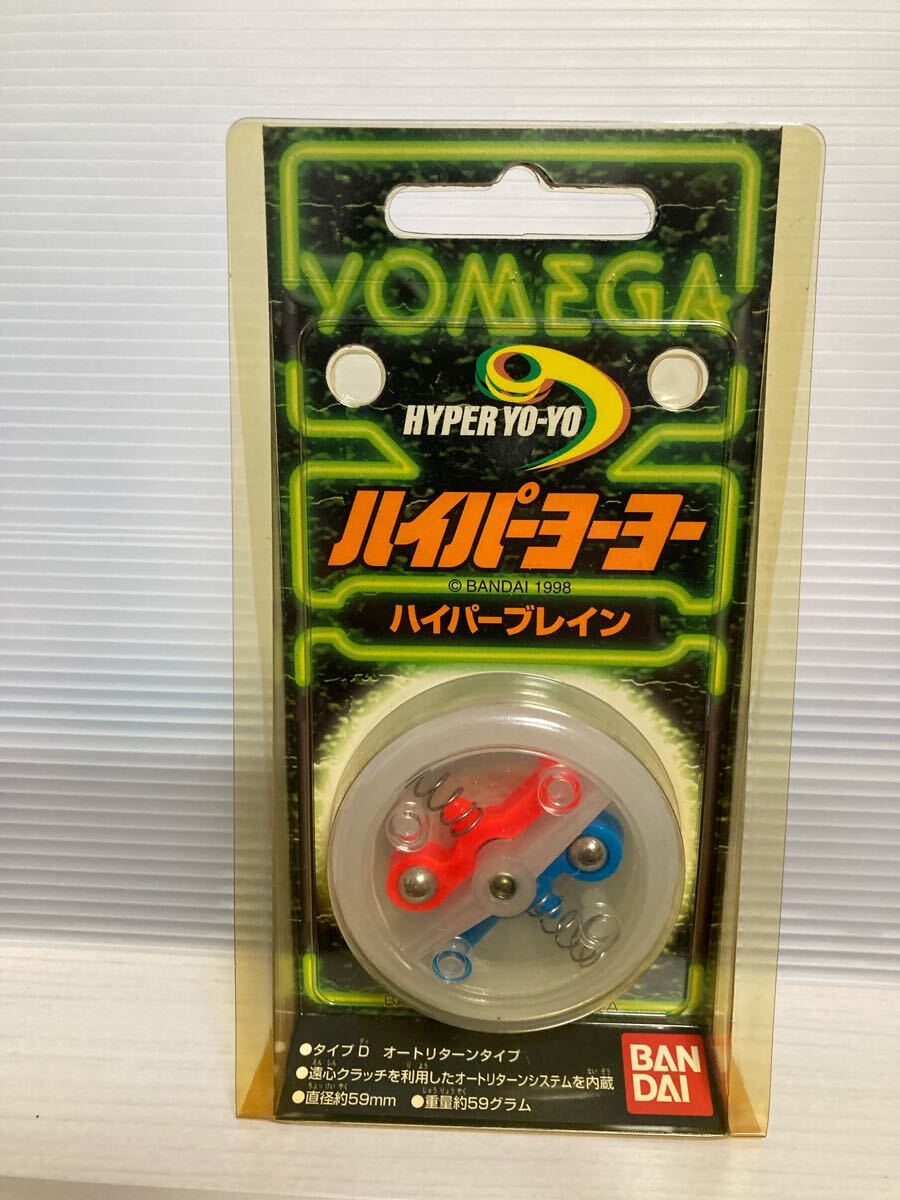 YOMEGA
HYPER YO-YO
ハイパーヨーヨー
© BANDAI 1998
ハイパーブレイン
●タイプD オートリターンタイプ
●遠心クラッチを利用したオートリターンシステムを内蔵
●直径約59mm ●重量約59グラム
BAN
DAI